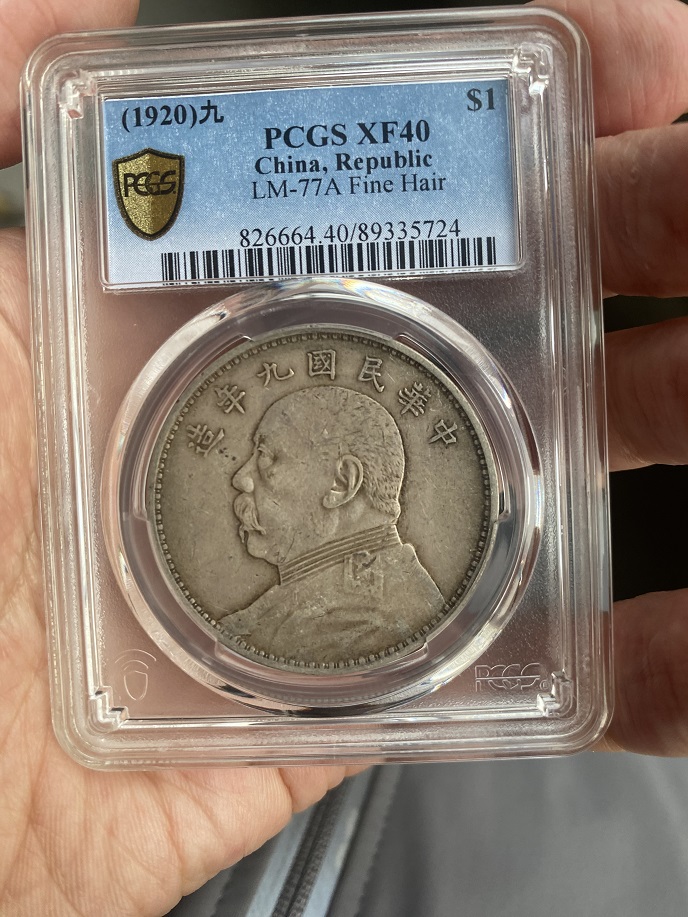 (1920)九
$1
PCGS XF40
China, Republic
LM-77A Fine Hair
PCGS
826664.40/89335724
造年九國民華中
PCGS